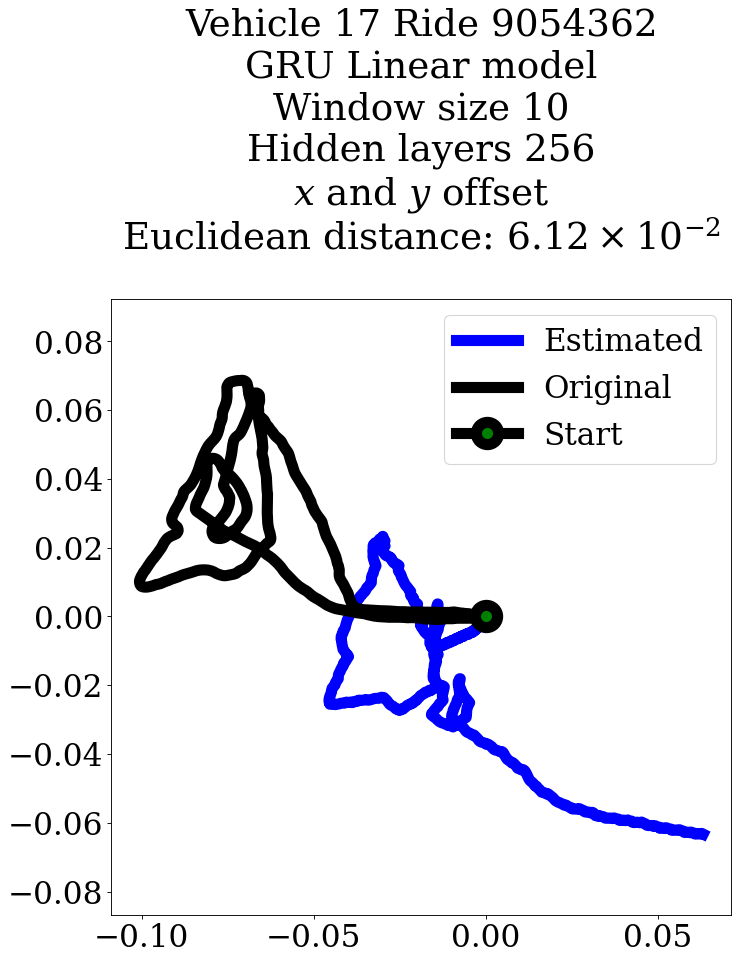 Vehicle 17 Ride 9054362
GRU Linear model
Window size 10
Hidden layers 256
x and y offset
Euclidean distance: 6.12 × 10⁻²
Estimated
Original
Start
0.08
0.06
0.04
0.02
0.00
−0.02
−0.04
−0.06
−0.08
−0.10 −0.05 0.00 0.05